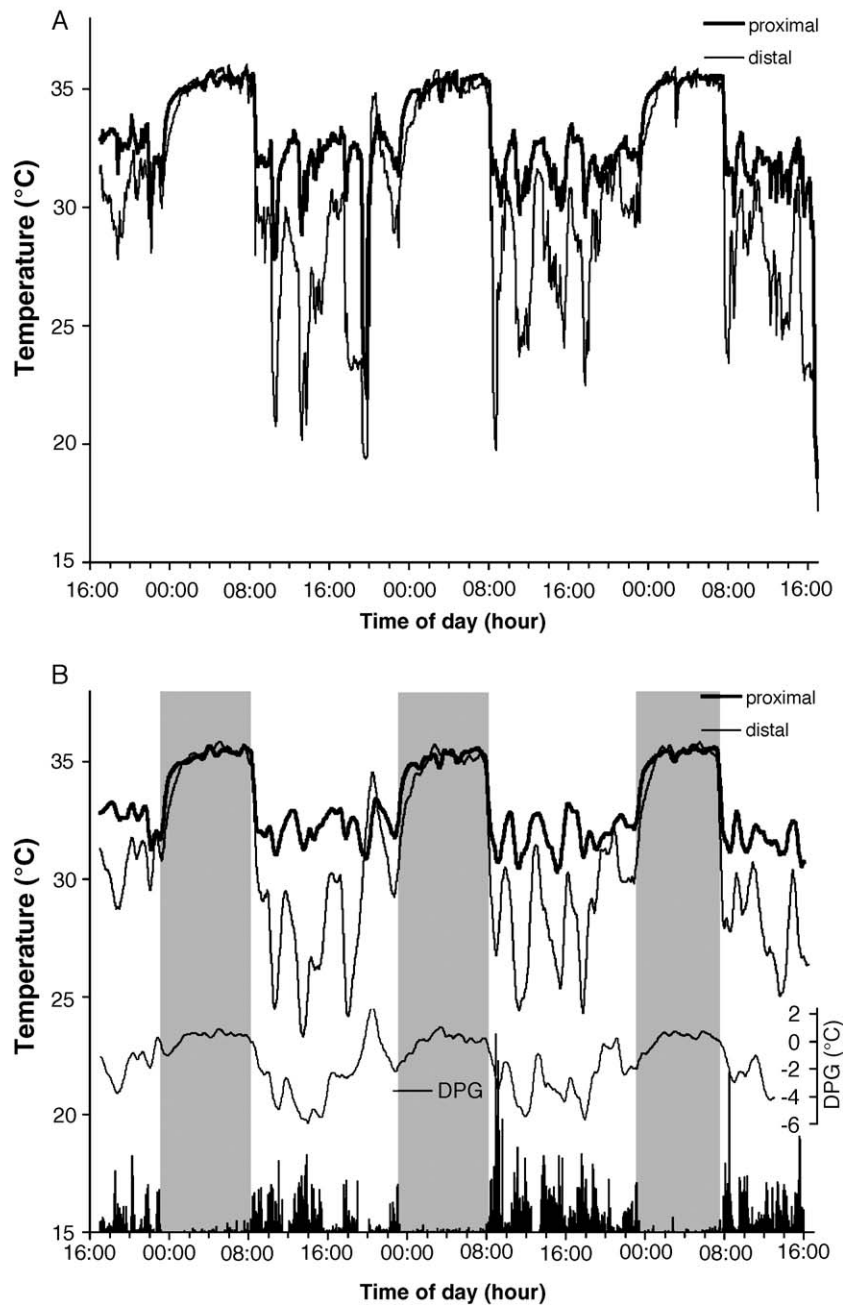 A
proximal
distal
35
30
25
20
15
Temperature (°C)
16:00 00:00 08:00 16:00 00:00 08:00 16:00 00:00 08:00 16:00
Time of day (hour)
B
proximal
distal
35
30
25
20
15
Temperature (°C)
2
0
-2
-4
-6
DPG (°C)
DPG
16:00 00:00 08:00 16:00 00:00 08:00 16:00 00:00 08:00 16:00
Time of day (hour)